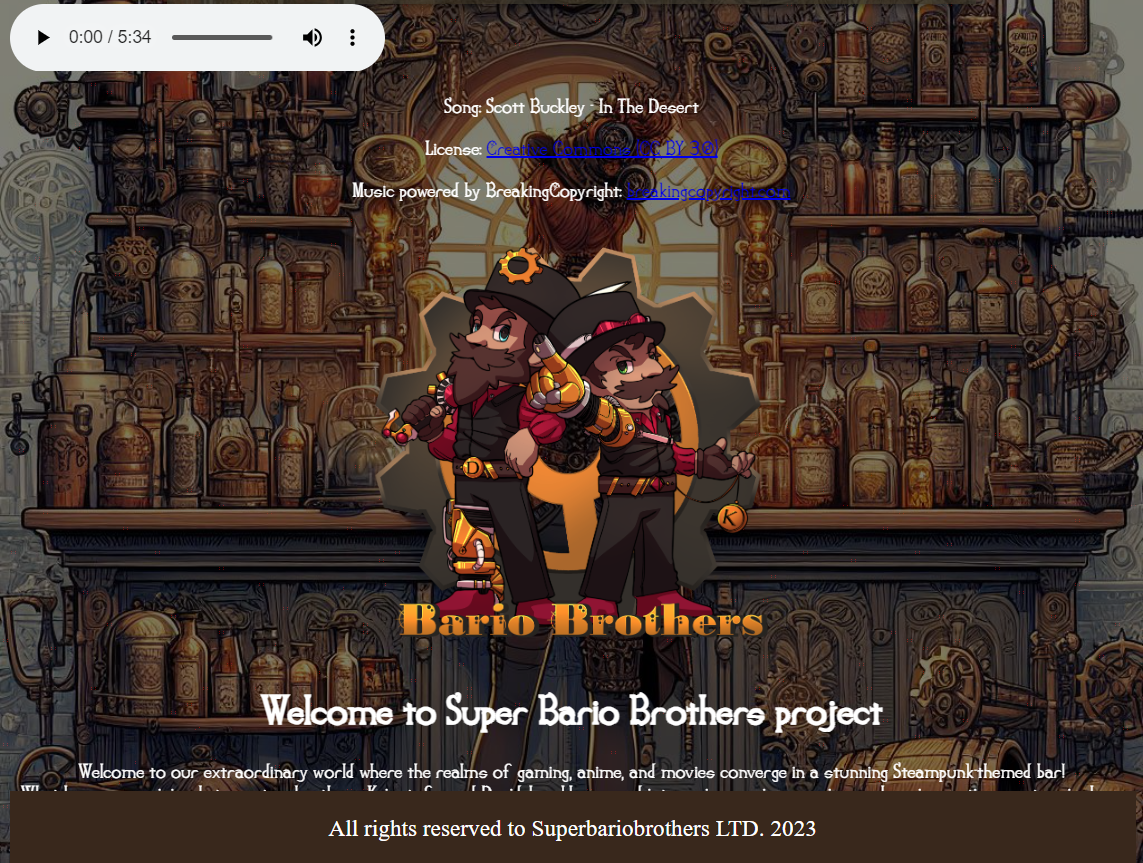 0:00 / 5:34
Song: Scott Buckley - In The Desert
License: Creative Commons (CC BY 3.0)
Music powered by BreakingCopyright: breakingcopyright.com
D
K
Bario Brothers
Welcome to Super Bario Brothers project
Welcome to our extraordinary world where the realms of gaming, anime, and movies converge in a stunning Steampunk-themed bar!
All rights reserved to Superbariobrothers LTD. 2023